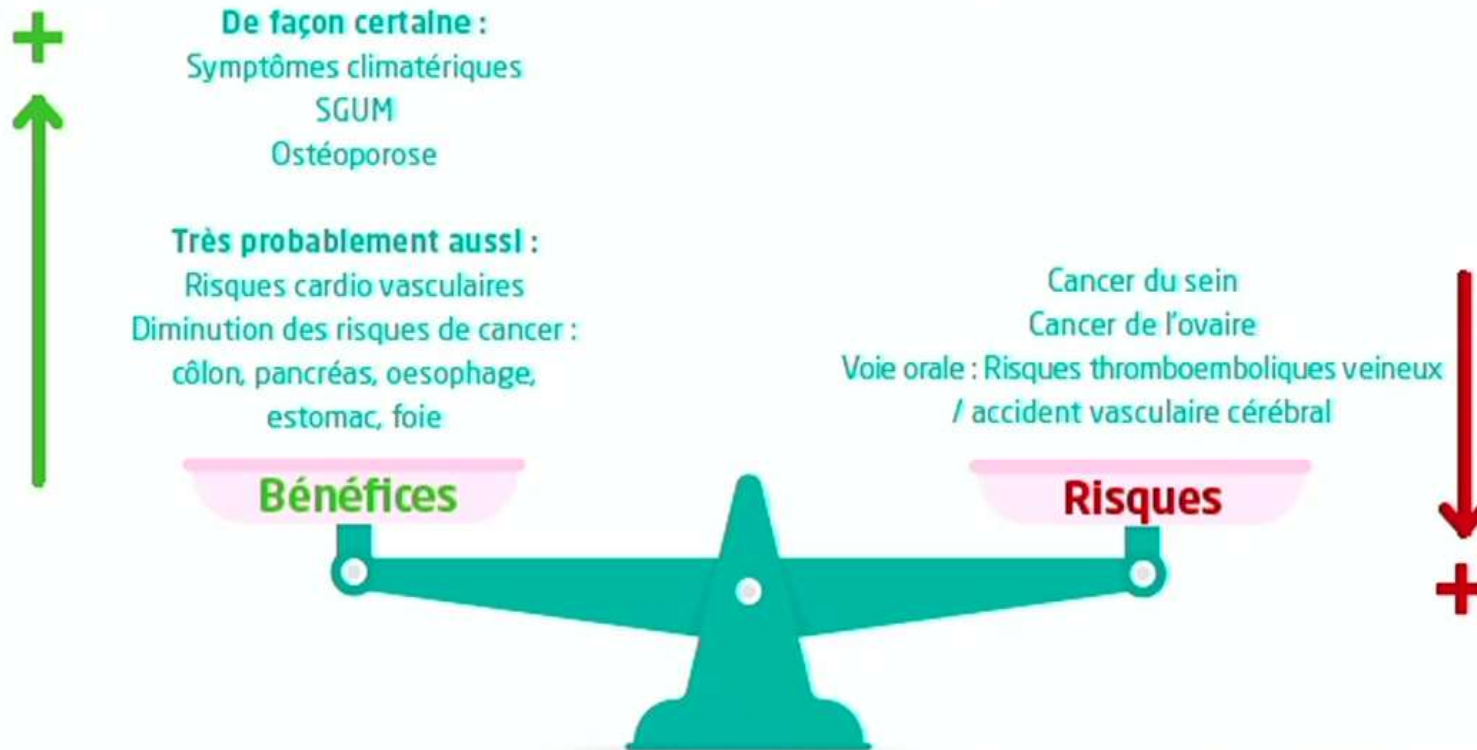 +
De façon certaine :
Symptômes climatériques
SGUM
Ostéoporose
Très probablement aussi :
Risques cardio vasculaires
Diminution des risques de cancer :
côlon, pancréas, oesophage,
estomac, foie
Bénéfices
Cancer du sein
Cancer de l'ovaire
Voie orale : Risques thromboemboliques veineux
/ accident vasculaire cérébral
Risques
+